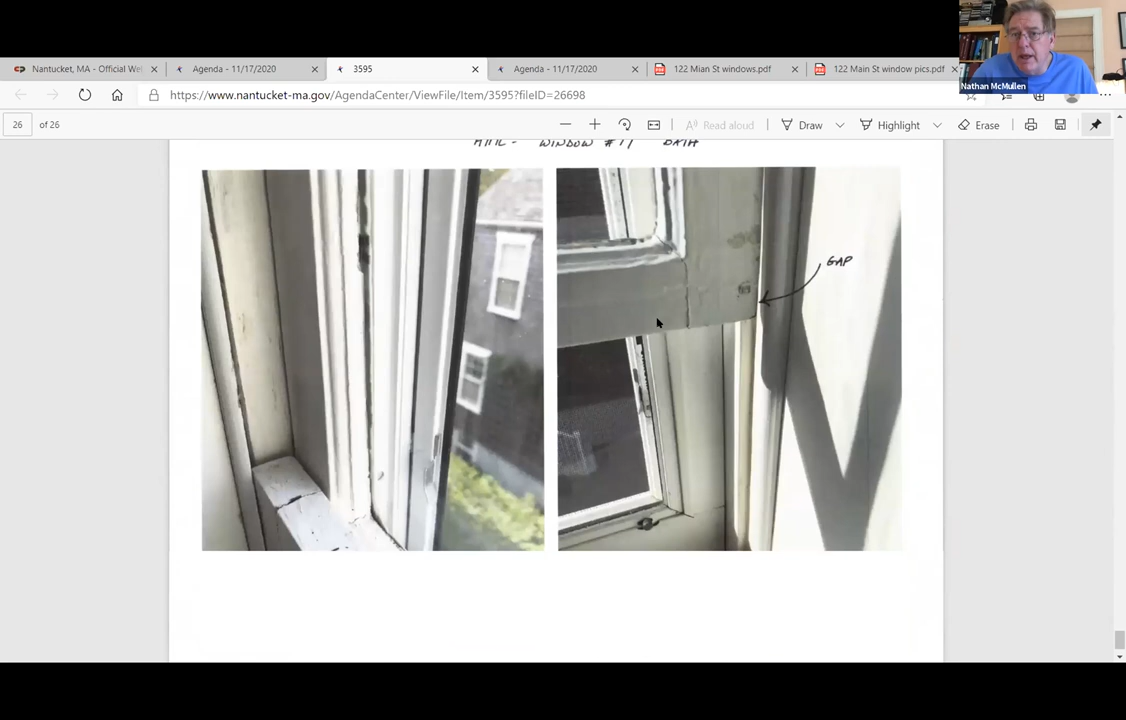 Nantucket, MA - Official We
Agenda - 11/17/2020
3595
Agenda - 11/17/2020
122 Mian St windows.pdf
122 Main St window pics.pdf
Nathan McMullen
https://www.nantucket-ma.gov/AgendaCenter/ViewFile/Item/3595?fileID=26698
26 of 26
Read aloud
Draw
Highlight
Erase
ATTIC - WINDOW #17 BATH
GAP